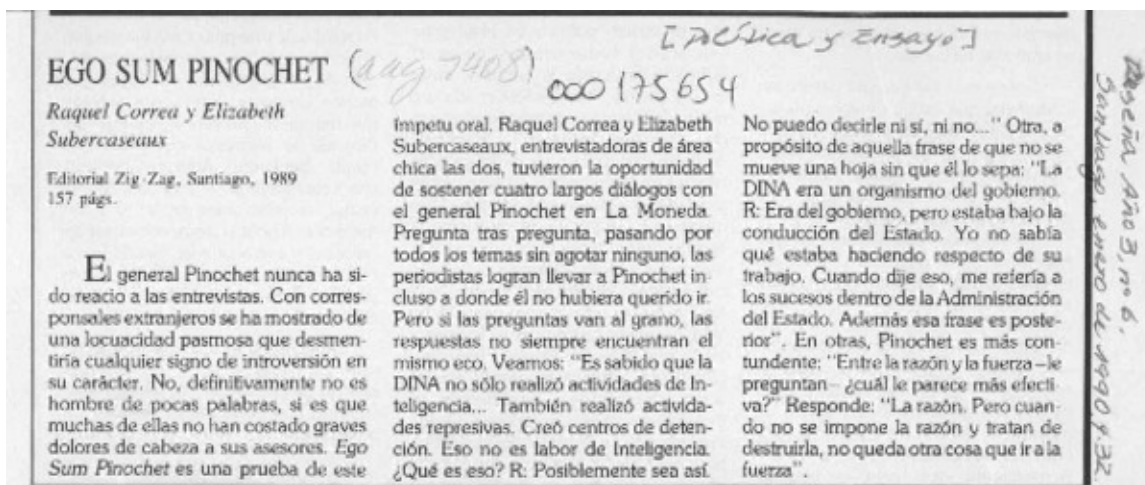 [Política y Ensayo]
EGO SUM PINOCHET (aag 7408)
000175654
Raquel Correa y Elizabeth
Subercaseaux
Editorial Zig-Zag, Santiago, 1989
157 págs.
El general Pinochet nunca ha si-
do reacio a las entrevistas. Con corres-
ponsales extranjeros se ha mostrado de
una locuacidad pasmosa que desmen-
tiría cualquier signo de introversión en
su carácter. No, definitivamente no es
hombre de pocas palabras, si es que
muchas de ellas no han costado graves
dolores de cabeza a sus asesores. Ego
Sum Pinochet es una prueba de este
ímpetu oral. Raquel Correa y Elizabeth
Subercaseaux, entrevistadoras de área
chica las dos, tuvieron la oportunidad
de sostener cuatro largos diálogos con
el general Pinochet en La Moneda.
Pregunta tras pregunta, pasando por
todos los temas sin agotar ninguno, las
periodistas logran llevar a Pinochet in-
cluso a donde él no hubiera querido ir.
Pero si las preguntas van al grano, las
respuestas no siempre encuentran el
mismo eco. Veamos: "Es sabido que la
DINA no sólo realizó actividades de In-
teligencia... También realizó activida-
des represivas. Creó centros de deten-
ción. Eso no es labor de Inteligencia.
¿Qué es eso? R: Posiblemente sea así.
No puedo decirle ni sí, ni no..." Otra, a
propósito de aquella frase de que no se
mueve una hoja sin que él lo sepa: "La
DINA era un organismo del gobierno.
R: Era del gobierno, pero estaba bajo la
conducción del Estado. Yo no sabía
qué estaba haciendo respecto de su
trabajo. Cuando dije eso, me refería a
los sucesos dentro de la Administración
del Estado. Además esa frase es poste-
rior". En otras, Pinochet es más con-
tundente: "Entre la razón y la fuerza –le
preguntan– ¿cuál le parece más efecti-
va?" Responde: "La razón. Pero cuan-
do no se impone la razón y tratan de
destruirla, no queda otra cosa que ir a la
fuerza".
Reseña Año 3, nº 6.
Santiago, enero de 1990 p. 32.